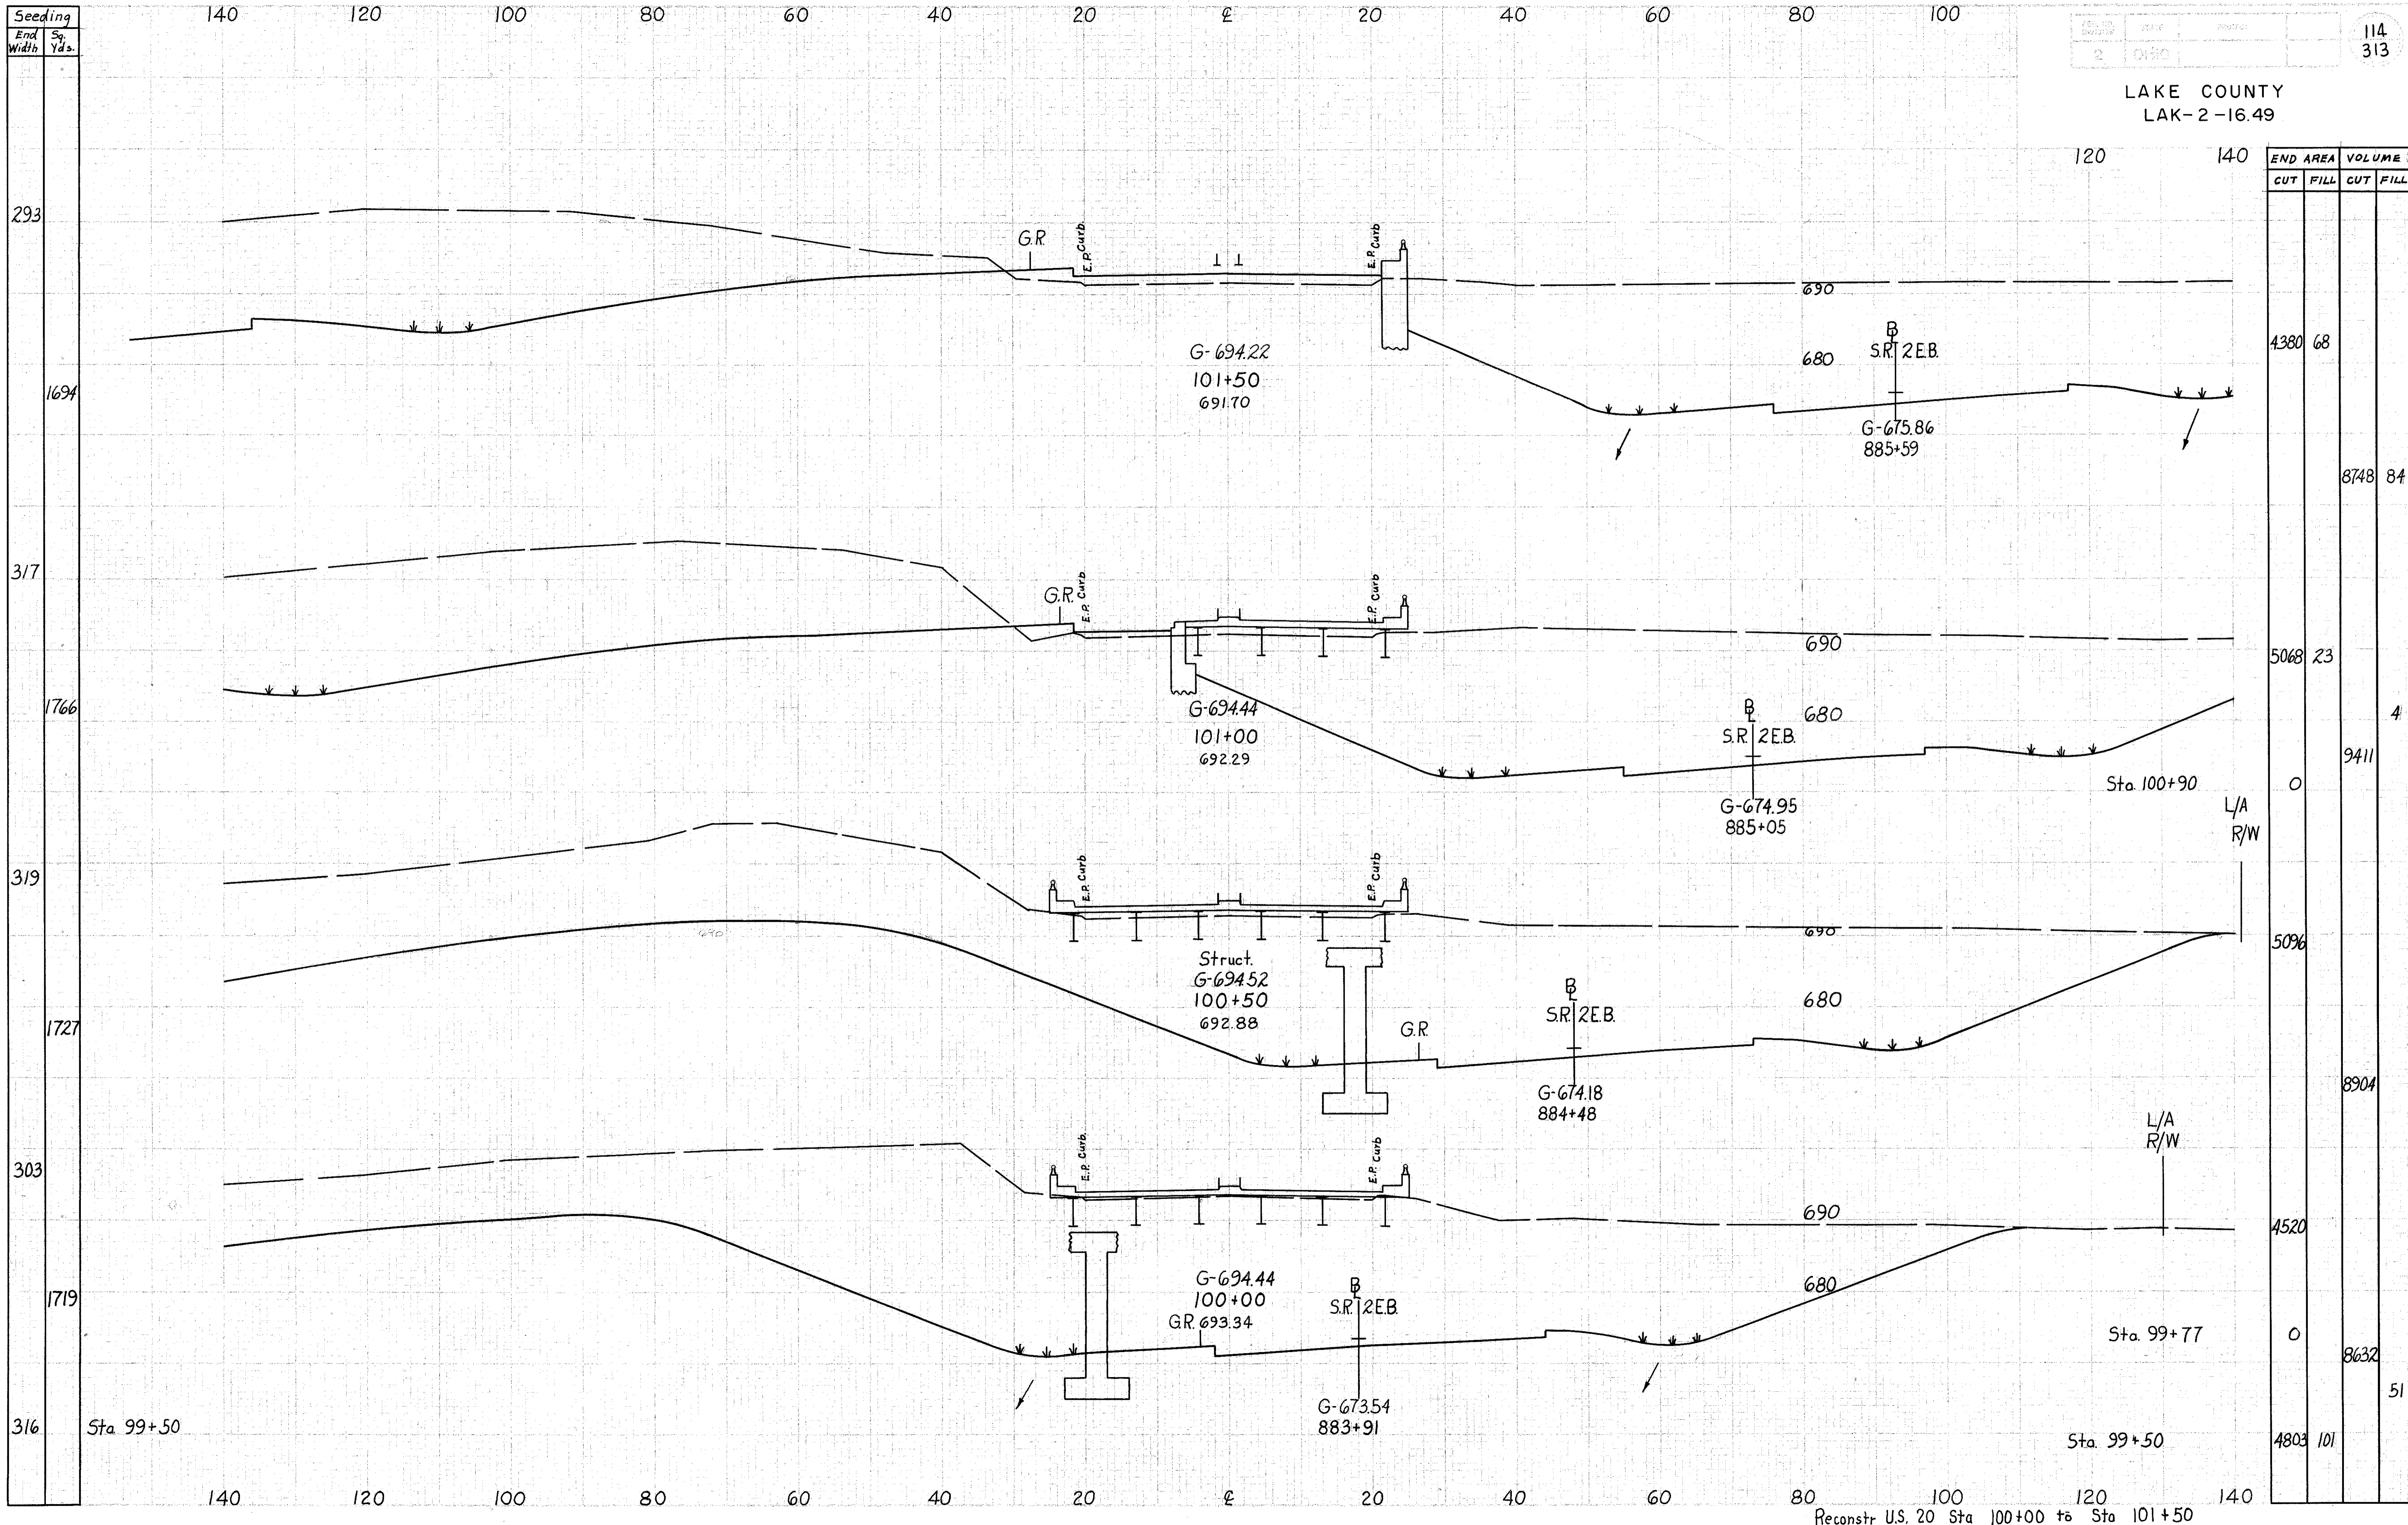 Seeding
End Width
Sq. Yds.
140 120 100 80 60 40 20 ℄ 20 40 60 80 100
114
313
2 OHIO
LAKE COUNTY
LAK-2-16.49
120 140
END AREA VOLUME
CUT FILL CUT FILL
293
G.R.
E.P. Curb.
E.P. Curb
690
680
G-694.22
101+50
691.70
B/L
S.R. 2 E.B.
G-675.86
885+59
4380 68
1694
8748 84
317
G.R.
E.P. Curb
E.P. Curb
690
680
G-694.44
101+00
692.29
B/L
S.R. 2 E.B.
G-674.95
885+05
5068 23
1766
4
9411
Sta. 100+90
0
L/A
R/W
319
E.P. Curb
E.P. Curb
690
690
680
Struct.
G-694.52
100+50
692.88
G.R.
B/L
S.R. 2 E.B.
G-674.18
884+48
5096
1727
8904
L/A
R/W
303
E.P. Curb.
E.P. Curb
690
680
G-694.44
100+00
G.R. 693.34
B/L
S.R. 2 E.B.
G-673.54
883+91
4520
1719
Sta. 99+77
0
8632
51
316
Sta. 99+50
Sta. 99+50
4803 101
140 120 100 80 60 40 20 ℄ 20 40 60 80 100 120 140
Reconstr U.S. 20 Sta 100+00 to Sta 101+50